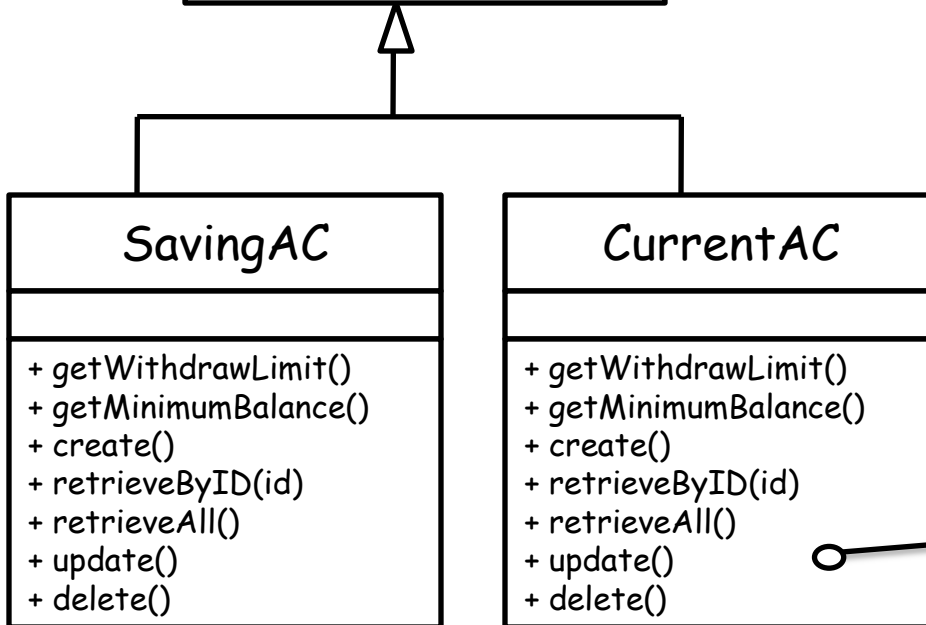 SavingAC
+ getWithdrawLimit()
+ getMinimumBalance()
+ create()
+ retrieveByID(id)
+ retrieveAll()
+ update()
+ delete()
CurrentAC
+ getWithdrawLimit()
+ getMinimumBalance()
+ create()
+ retrieveByID(id)
+ retrieveAll()
+ update()
+ delete()